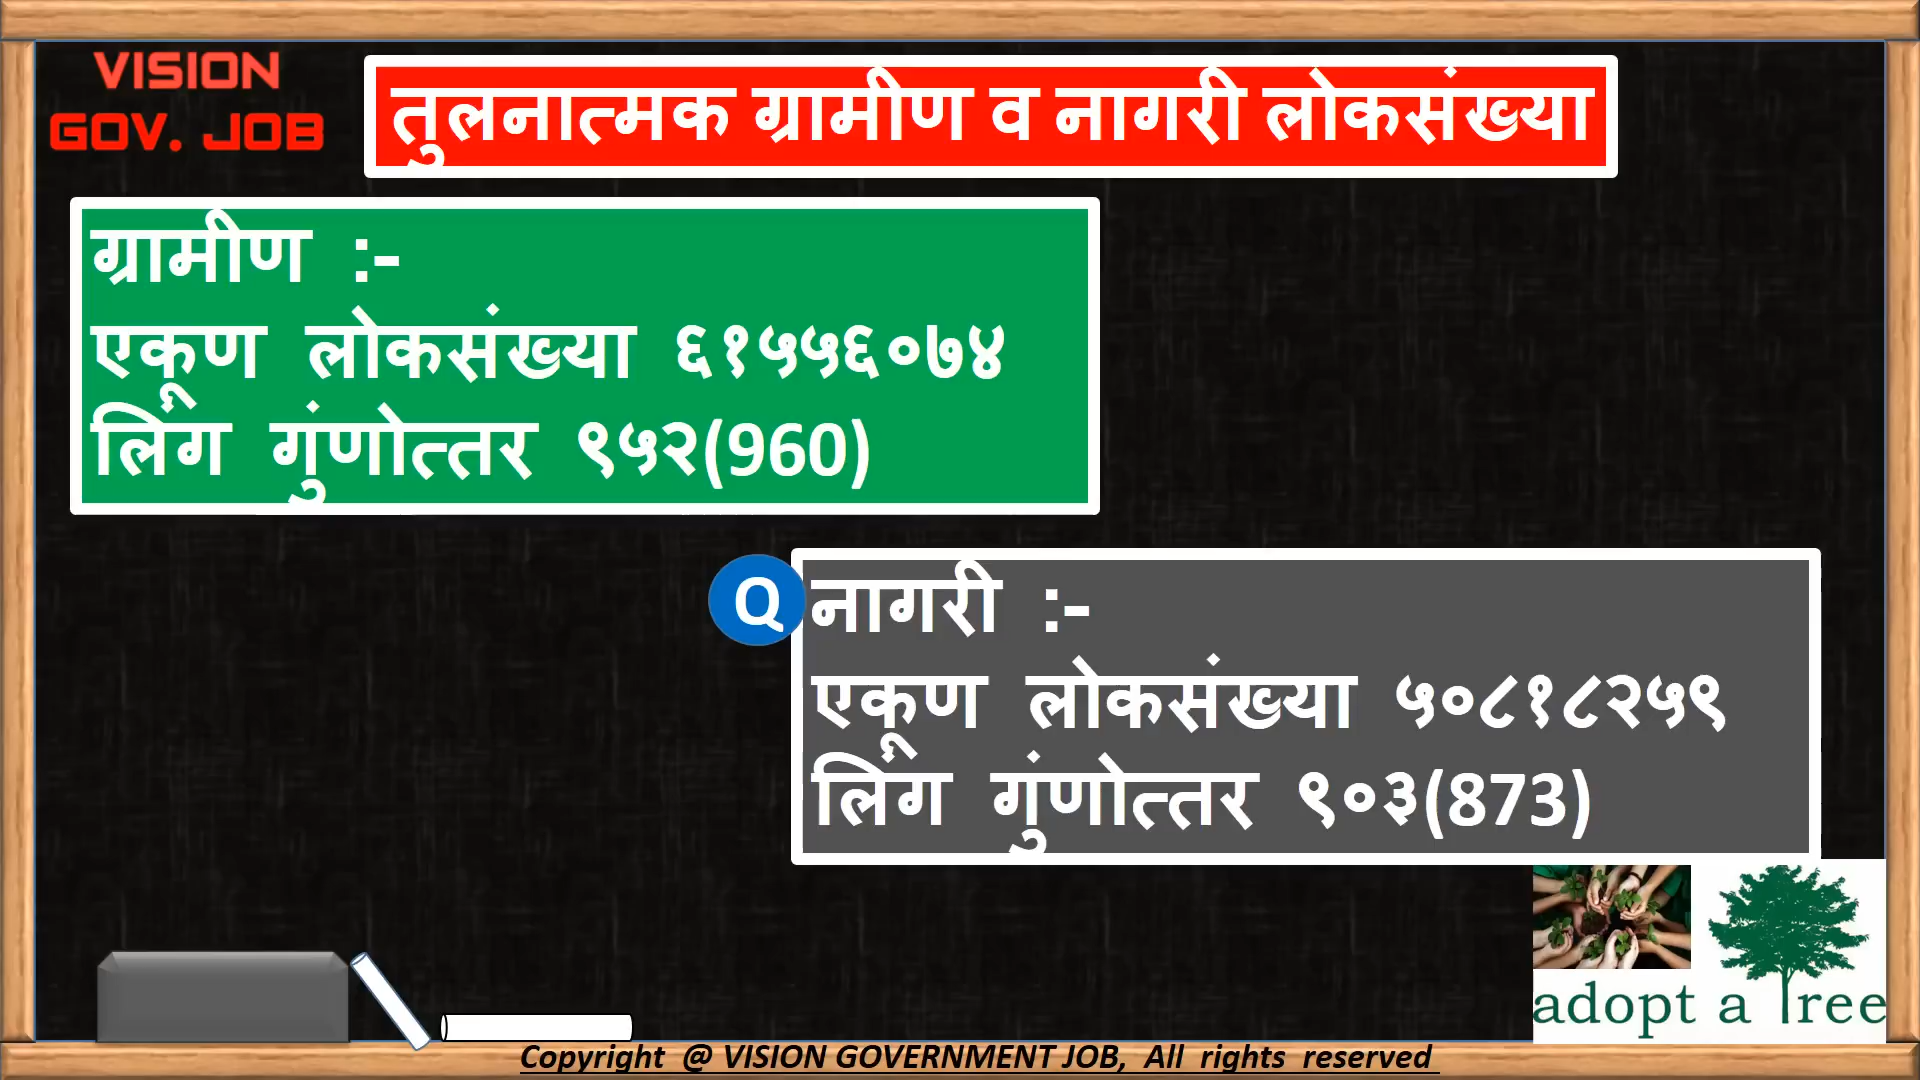 VISION
GOV. JOB
तुलनात्मक ग्रामीण व नागरी लोकसंख्या
ग्रामीण :-
एकूण लोकसंख्या ६१५५६०७४
लिंग गुंणोत्तर ९५२(960)
Q
नागरी :-
एकूण लोकसंख्या ५०८१८२५९
लिंग गुंणोत्तर ९०३(873)
adopt a Tree
Copyright @ VISION GOVERNMENT JOB, All rights reserved